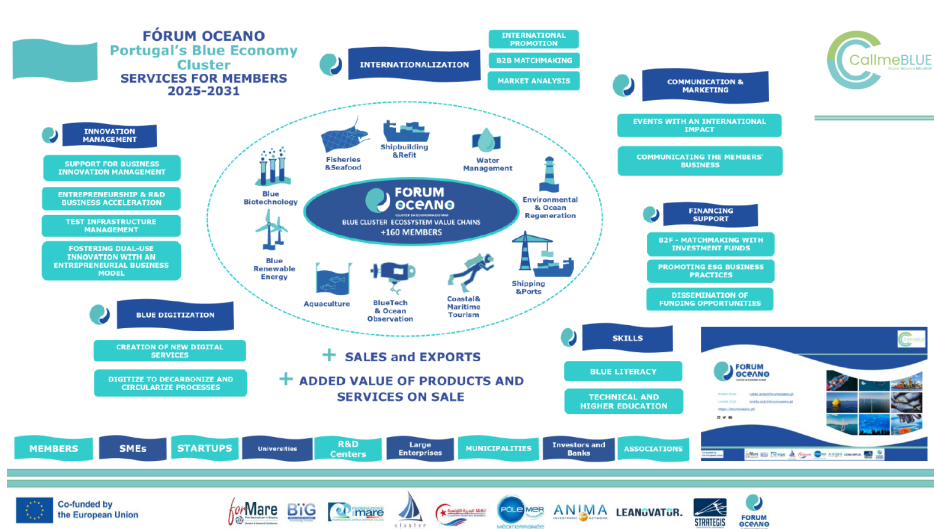 FÓRUM OCEANO
Portugal's Blue Economy
Cluster
SERVICES FOR MEMBERS
2025-2031
INTERNATIONALIZATION
INTERNATIONAL
PROMOTION
B2B MATCHMAKING
MARKET ANALYSIS
CallmeBLUE
COMMUNICATION &
MARKETING
EVENTS WITH AN INTERNATIONAL
IMPACT
COMMUNICATING THE MEMBERS'
BUSINESS
INNOVATION
MANAGEMENT
SUPPORT FOR BUSINESS
INNOVATION MANAGEMENT
ENTREPRENEURSHIP & R&D
BUSINESS ACCELERATION
TEST INFRASTRUCTURE
MANAGEMENT
FOSTERING DUAL-USE
INNOVATION WITH AN
ENTREPRENEURIAL BUSINESS
MODEL
Fisheries
&Seafood
Shipbuilding
&Refit
Water
Management
Blue
Biotechnology
Environmental
& Ocean
Regeneration
FORUM
OCEANO
BLUE CLUSTER ECOSYSTEM VALUE CHAINS
+160 MEMBERS
Blue
Renewable
Energy
Aquaculture
BlueTech
& Ocean
Observation
Coastal&
Maritime
Tourism
Shipping
&Ports
FINANCING
SUPPORT
B2F - MATCHMAKING WITH
INVESTMENT FUNDS
PROMOTING ESG BUSINESS
PRACTICES
DISSEMINATION OF
FUNDING OPPORTUNITIES
BLUE DIGITIZATION
CREATION OF NEW DIGITAL
SERVICES
DIGITIZE TO DECARBONIZE AND
CIRCULARIZE PROCESSES
+ SALES and EXPORTS
+ ADDED VALUE OF PRODUCTS AND
SERVICES ON SALE
SKILLS
BLUE LITERACY
TECHNICAL AND
HIGHER EDUCATION
FORUM
OCEANO
MEMBERS
SMEs
STARTUPS
Universities
R&D
Centers
Large
Enterprises
MUNICIPALITIES
Investors and
Banks
ASSOCIATIONS
Co-funded by
the European Union
forMare
BIG
mare
cluster
PÔLE MER
MÉDITERRANÉE
ANIMA
INVESTMENT NETWORK
LEANOVATOR.
STRATEGIS
FORUM
OCEANO